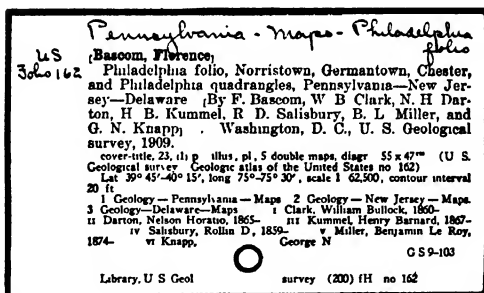 Pennsylvania - Maps - Philadelphia
folio
US
Folio 162
[Bascom, Florence]
Philadelphia folio, Norristown, Germantown, Chester,
and Philadelphia quadrangles, Pennsylvania—New Jer-
sey—Delaware [By F. Bascom, W B Clark, N. H Dar-
ton, H B. Kummel, R D. Salisbury, B. L Miller, and
G. N. Knapp] . Washington, D. C., U. S. Geological
survey, 1909.
cover-title, 23, [1] p illus, pl, 5 double maps, diagr 55 x 47cm (U S.
Geological survey Geologic atlas of the United States no 162)
Lat 39° 45'-40° 15', long 75°-75° 30', scale 1 62,500, contour interval
20 ft
1 Geology — Pennsylvania — Maps 2 Geology — New Jersey — Maps.
3 Geology—Delaware—Maps I Clark, William Bullock, 1860-
II Darton, Nelson Horatio, 1865- III Kummel, Henry Barnard, 1867-
IV Salisbury, Rollin D, 1859- V Miller, Benjamin Le Roy,
1874- VI Knapp, George N
G S 9-103
Library, U S Geol survey (200) fH no 162